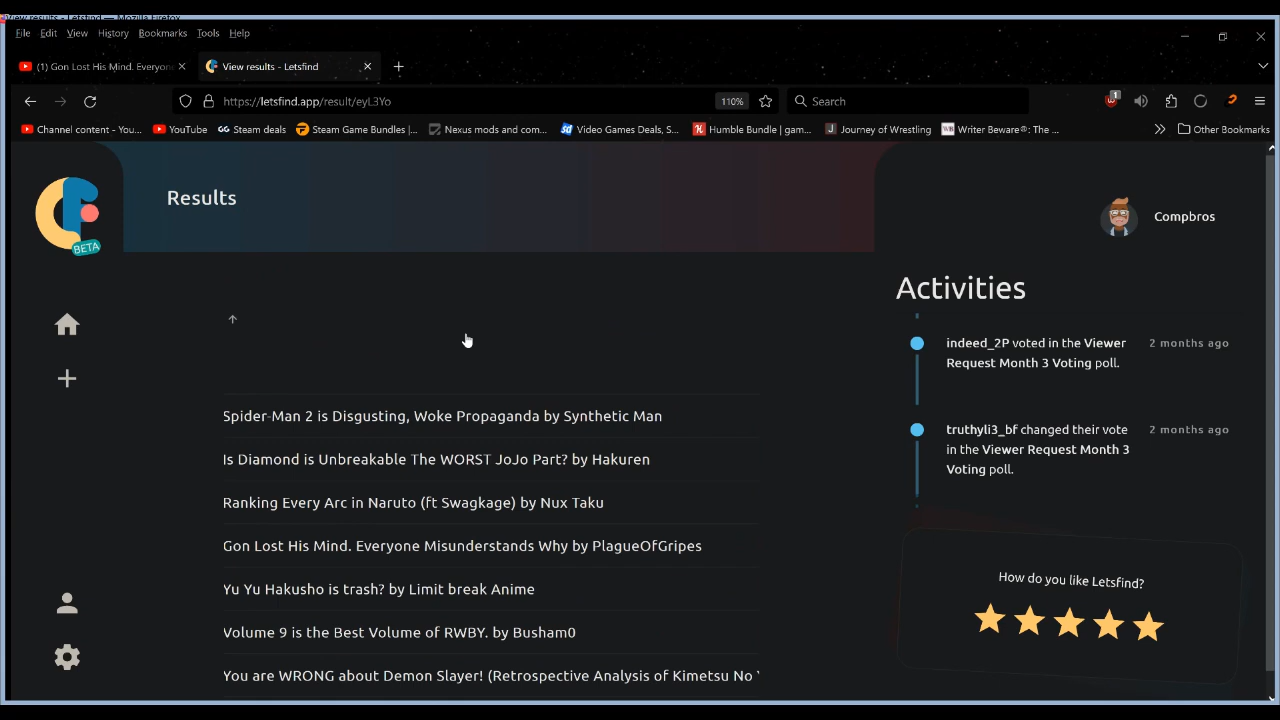 View results - Letsfind — Mozilla Firefox
File Edit View History Bookmarks Tools Help
(1) Gon Lost His Mind. Everyon
View results - Letsfind
https://letsfind.app/result/eyL3Yo
110%
Search
1
Channel content - You...
YouTube
Steam deals
Steam Game Bundles |...
Nexus mods and com...
Video Games Deals, S...
Humble Bundle | gam...
Journey of Wrestling
Writer Beware®: The ...
Other Bookmarks
BETA
Results
Compbros
Spider-Man 2 is Disgusting, Woke Propaganda by Synthetic Man
Is Diamond is Unbreakable The WORST JoJo Part? by Hakuren
Ranking Every Arc in Naruto (ft Swagkage) by Nux Taku
Gon Lost His Mind. Everyone Misunderstands Why by PlagueOfGripes
Yu Yu Hakusho is trash? by Limit break Anime
Volume 9 is the Best Volume of RWBY. by Busham0
You are WRONG about Demon Slayer! (Retrospective Analysis of Kimetsu No
Activities
indeed_2P voted in the Viewer
Request Month 3 Voting poll.
2 months ago
truthyli3_bf changed their vote
in the Viewer Request Month 3
Voting poll.
2 months ago
How do you like Letsfind?